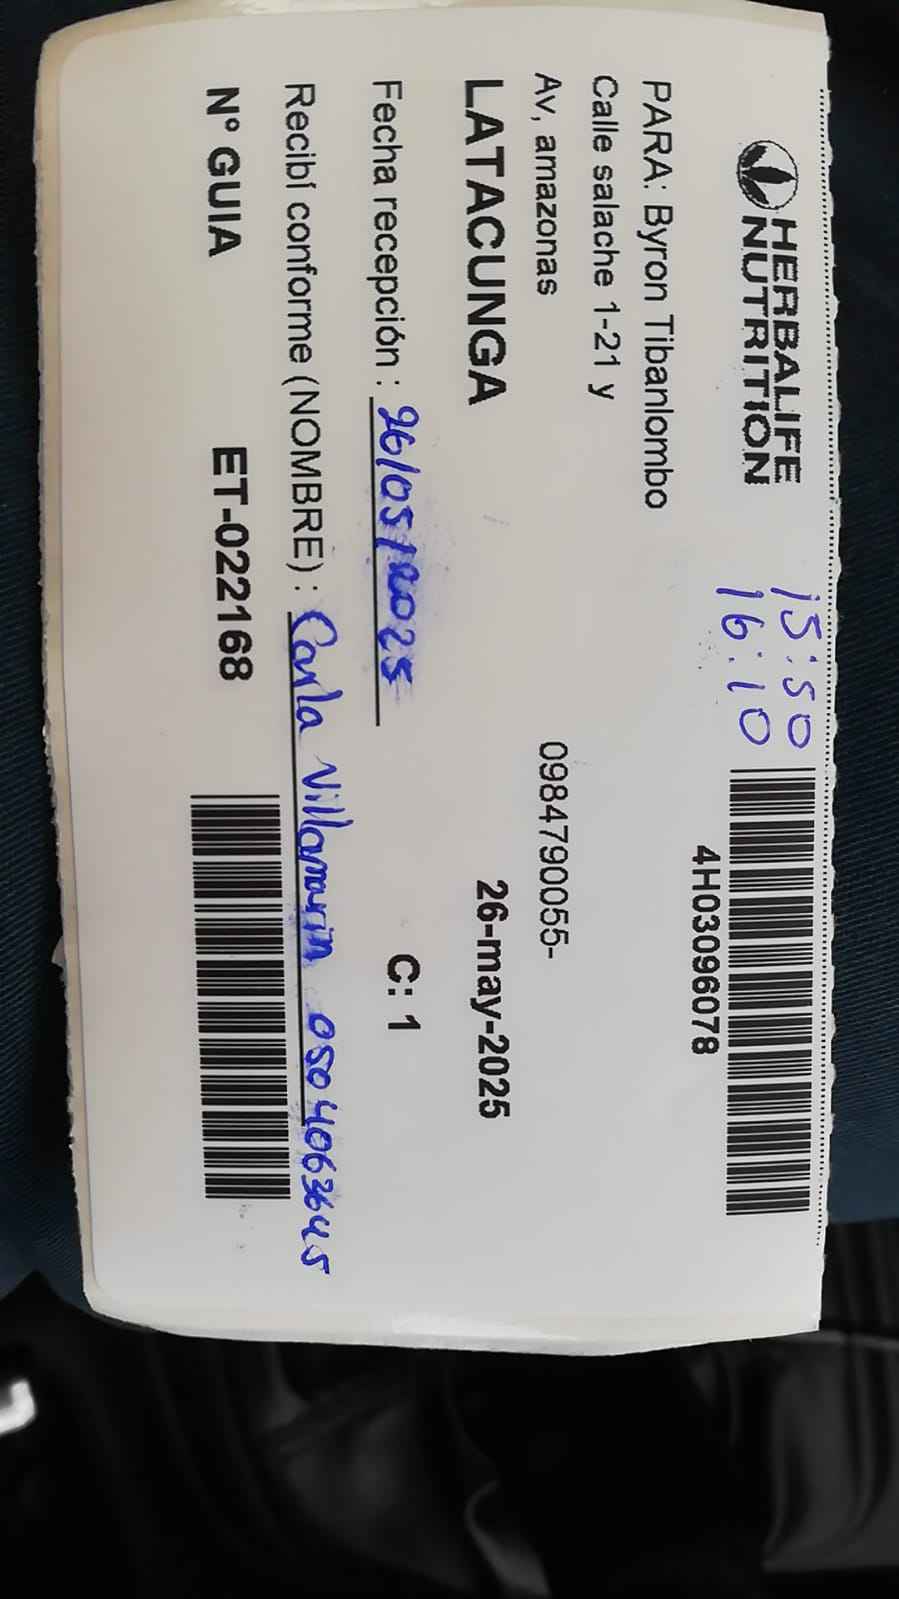 HERBALIFE
NUTRITION
15:50
16:10
4H03096078
PARA: Byron Tibanlombo
Calle salache 1-21 y
Av, amazonas
0984790055-
LATACUNGA
26-may-2025
Fecha recepción : 26/05/2025
C: 1
Recibí conforme (NOMBRE) : Carla Villamarin 0504063645
N° GUIA
ET-022168